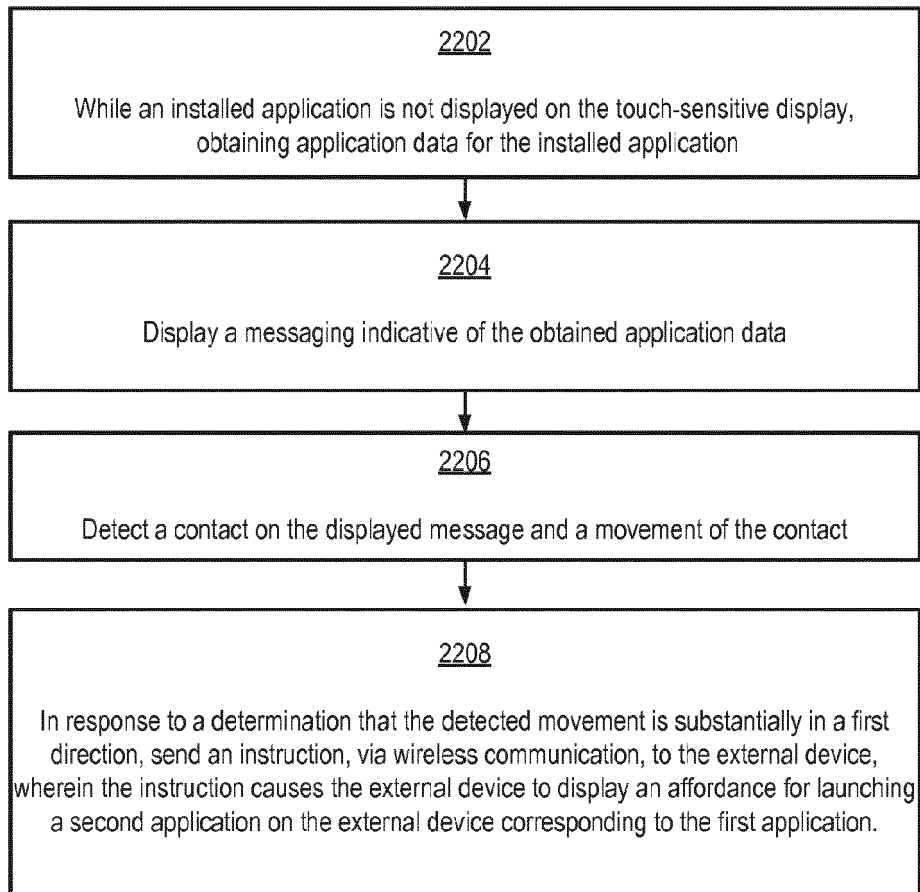 2202
While an installed application is not displayed on the touch-sensitive display,
obtaining application data for the installed application
2204
Display a messaging indicative of the obtained application data
2206
Detect a contact on the displayed message and a movement of the contact
2208
In response to a determination that the detected movement is substantially in a first
direction, send an instruction, via wireless communication, to the external device,
wherein the instruction causes the external device to display an affordance for launching
a second application on the external device corresponding to the first application.